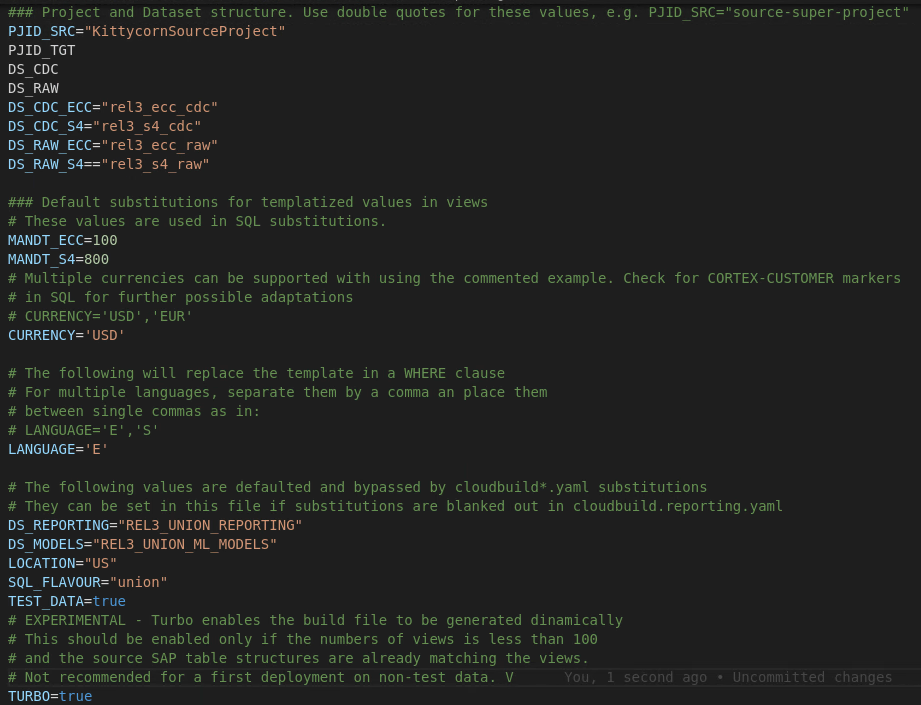 ### Project and Dataset structure. Use double quotes for these values, e.g. PJID_SRC="source-super-project"
PJID_SRC="KittycornSourceProject"
PJID_TGT
DS_CDC
DS_RAW
DS_CDC_ECC="rel3_ecc_cdc"
DS_CDC_S4="rel3_s4_cdc"
DS_RAW_ECC="rel3_ecc_raw"
DS_RAW_S4=="rel3_s4_raw"
### Default substitutions for templatized values in views
# These values are used in SQL substitutions.
MANDT_ECC=100
MANDT_S4=800
# Multiple currencies can be supported with using the commented example. Check for CORTEX-CUSTOMER markers
# in SQL for further possible adaptations
# CURRENCY='USD','EUR'
CURRENCY='USD'
# The following will replace the template in a WHERE clause
# For multiple languages, separate them by a comma an place them
# between single commas as in:
# LANGUAGE='E','S'
LANGUAGE='E'
# The following values are defaulted and bypassed by cloudbuild*.yaml substitutions
# They can be set in this file if substitutions are blanked out in cloudbuild.reporting.yaml
DS_REPORTING="REL3_UNION_REPORTING"
DS_MODELS="REL3_UNION_ML_MODELS"
LOCATION="US"
SQL_FLAVOUR="union"
TEST_DATA=true
# EXPERIMENTAL - Turbo enables the build file to be generated dinamically
# This should be enabled only if the numbers of views is less than 100
# and the source SAP table structures are already matching the views.
# Not recommended for a first deployment on non-test data. V You, 1 second ago • Uncommitted changes
TURBO=true